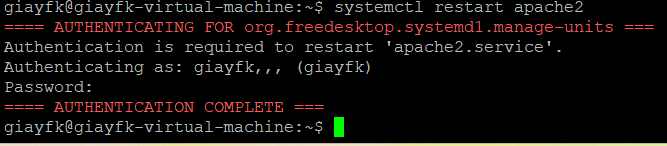 giayfk@giayfk-virtual-machine:~$ systemctl restart apache2
==== AUTHENTICATING FOR org.freedesktop.systemd1.manage-units ===
Authentication is required to restart 'apache2.service'.
Authenticating as: giayfk,,, (giayfk)
Password:
==== AUTHENTICATION COMPLETE ===
giayfk@giayfk-virtual-machine:~$